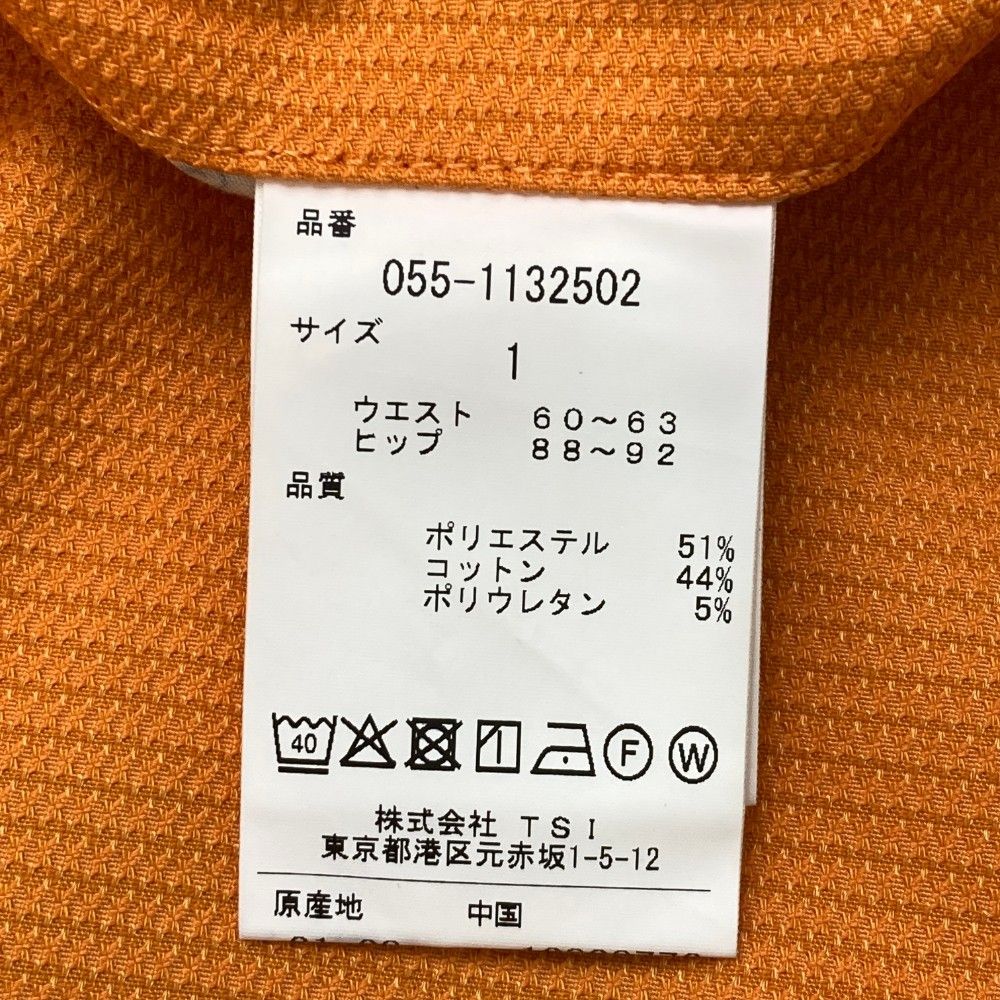 品番
055-1132502
サイズ
1
ウエスト 60～63
ヒップ 88～92
品質
ポリエステル 51%
コットン 44%
ポリウレタン 5%
40 F W
株式会社 TSI
東京都港区元赤坂1-5-12
原産地 中国